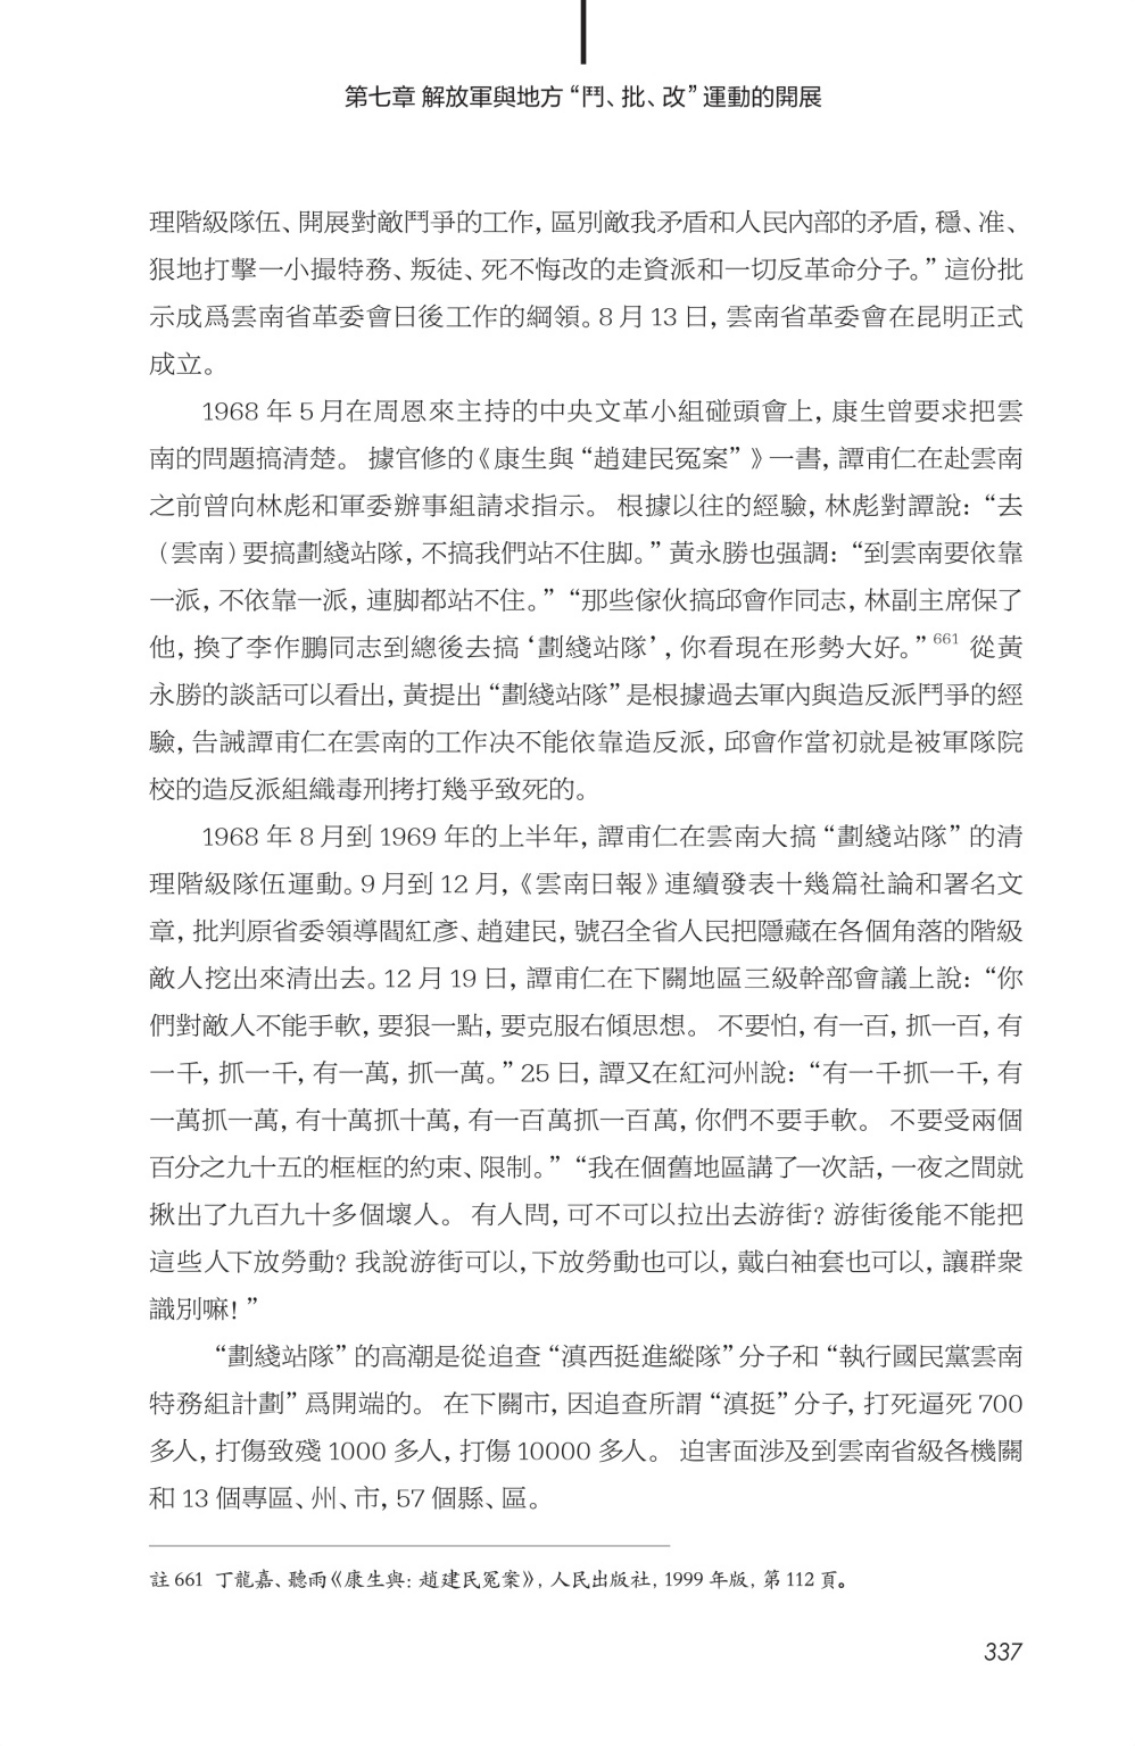 第七章 解放軍與地方“鬥、批、改”運動的開展
理階級隊伍、開展對敵鬥爭的工作，區別敵我矛盾和人民內部的矛盾，穩、准、
狠地打擊一小撮特務、叛徒、死不悔改的走資派和一切反革命分子。”這份批
示成爲雲南省革委會日後工作的綱領。8 月 13 日，雲南省革委會在昆明正式
成立。
1968 年 5 月在周恩來主持的中央文革小組碰頭會上，康生曾要求把雲
南的問題搞清楚。 據官修的《康生與“趙建民冤案”》一書，譚甫仁在赴雲南
之前曾向林彪和軍委辦事組請求指示。 根據以往的經驗，林彪對譚說：“去
（雲南）要搞劃綫站隊，不搞我們站不住脚。”黃永勝也强調：“到雲南要依靠
一派，不依靠一派，連脚都站不住。”“那些傢伙搞邱會作同志，林副主席保了
他，換了李作鵬同志到總後去搞‘劃綫站隊’，你看現在形勢大好。”661 從黃
永勝的談話可以看出，黃提出“劃綫站隊”是根據過去軍內與造反派鬥爭的經
驗，告誡譚甫仁在雲南的工作决不能依靠造反派，邱會作當初就是被軍隊院
校的造反派組織毒刑拷打幾乎致死的。
1968 年 8 月到 1969 年的上半年，譚甫仁在雲南大搞“劃綫站隊”的清
理階級隊伍運動。9 月到 12 月，《雲南日報》連續發表十幾篇社論和署名文
章，批判原省委領導閻紅彥、趙建民，號召全省人民把隱藏在各個角落的階級
敵人挖出來清出去。12 月 19 日，譚甫仁在下關地區三級幹部會議上說：“你
們對敵人不能手軟，要狠一點，要克服右傾思想。 不要怕，有一百，抓一百，有
一千，抓一千，有一萬，抓一萬。”25 日，譚又在紅河州說：“有一千抓一千，有
一萬抓一萬，有十萬抓十萬，有一百萬抓一百萬，你們不要手軟。 不要受兩個
百分之九十五的框框的約束、限制。”“我在個舊地區講了一次話，一夜之間就
揪出了九百九十多個壞人。 有人問，可不可以拉出去游街？游街後能不能把
這些人下放勞動？我說游街可以，下放勞動也可以，戴白袖套也可以，讓群衆
識別嘛！”
“劃綫站隊”的高潮是從追查“滇西挺進縱隊”分子和“執行國民黨雲南
特務組計劃”爲開端的。 在下關市，因追查所謂“滇挺”分子，打死逼死 700
多人，打傷致殘 1000 多人，打傷 10000 多人。 迫害面涉及到雲南省級各機關
和 13 個專區、州、市，57 個縣、區。
註 661 丁龍嘉、聽雨《康生與：趙建民冤案》，人民出版社，1999 年版，第 112 頁。
337